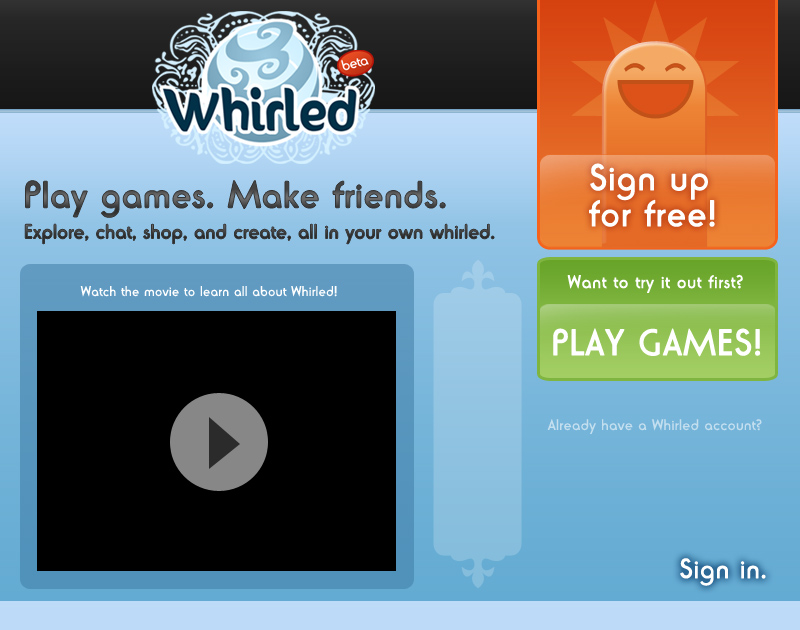 Whirled
beta
Play games. Make friends.
Explore, chat, shop, and create, all in your own whirled.
Watch the movie to learn all about Whirled!
Sign up
for free!
Want to try it out first?
PLAY GAMES!
Already have a Whirled account?
Sign in.